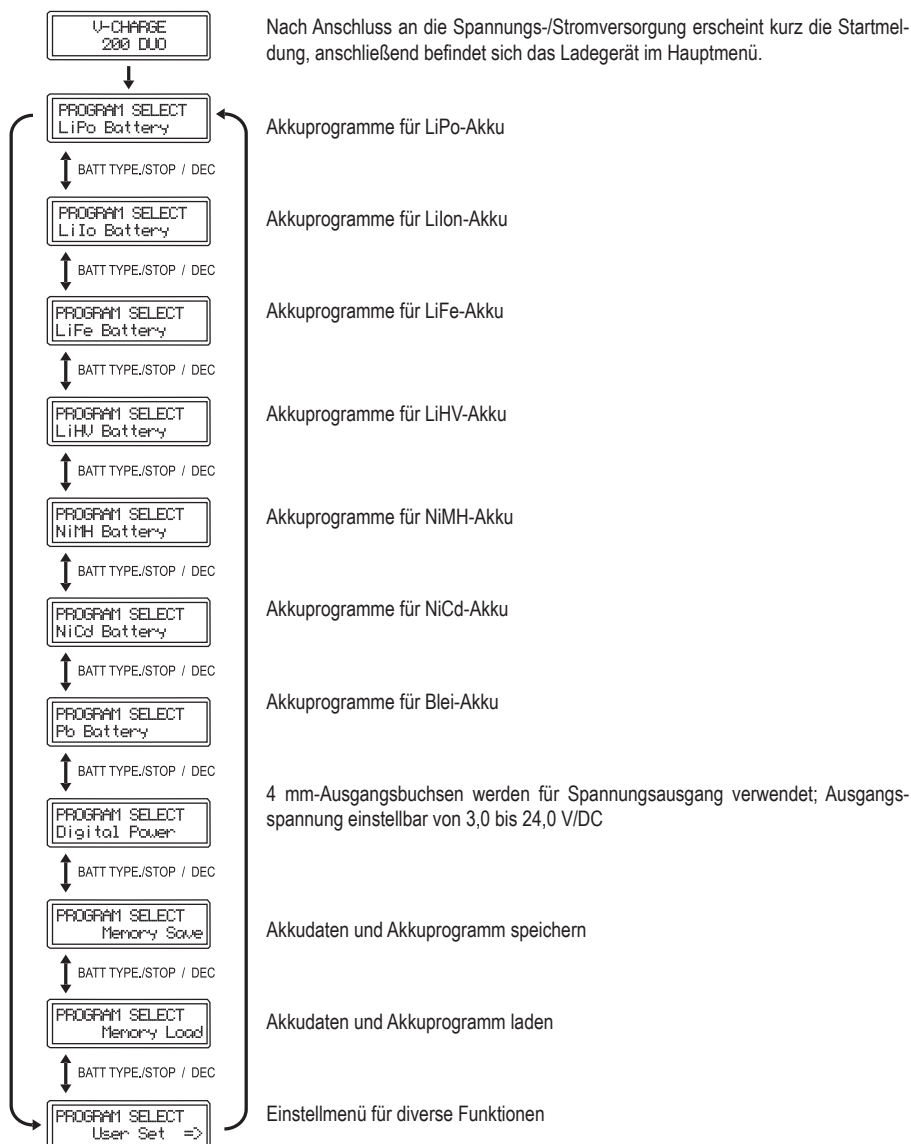 V-CHARGE
200 DUO
Nach Anschluss an die Spannungs-/Stromversorgung erscheint kurz die Startmel-
dung, anschließend befindet sich das Ladegerät im Hauptmenü.
PROGRAM SELECT
LiPo Battery
Akkuprogramme für LiPo-Akku
BATT TYPE./STOP / DEC
PROGRAM SELECT
LiIo Battery
Akkuprogramme für LiIon-Akku
BATT TYPE./STOP / DEC
PROGRAM SELECT
LiFe Battery
Akkuprogramme für LiFe-Akku
BATT TYPE./STOP / DEC
PROGRAM SELECT
LiHV Battery
Akkuprogramme für LiHV-Akku
BATT TYPE./STOP / DEC
PROGRAM SELECT
NiMH Battery
Akkuprogramme für NiMH-Akku
BATT TYPE./STOP / DEC
PROGRAM SELECT
NiCd Battery
Akkuprogramme für NiCd-Akku
BATT TYPE./STOP / DEC
PROGRAM SELECT
Pb Battery
Akkuprogramme für Blei-Akku
BATT TYPE./STOP / DEC
PROGRAM SELECT
Digital Power
4 mm-Ausgangsbuchsen werden für Spannungsausgang verwendet; Ausgangs-
spannung einstellbar von 3,0 bis 24,0 V/DC
BATT TYPE./STOP / DEC
PROGRAM SELECT
Memory Save
Akkudaten und Akkuprogramm speichern
BATT TYPE./STOP / DEC
PROGRAM SELECT
Memory Load
Akkudaten und Akkuprogramm laden
BATT TYPE./STOP / DEC
PROGRAM SELECT
User Set =>
Einstellmenü für diverse Funktionen